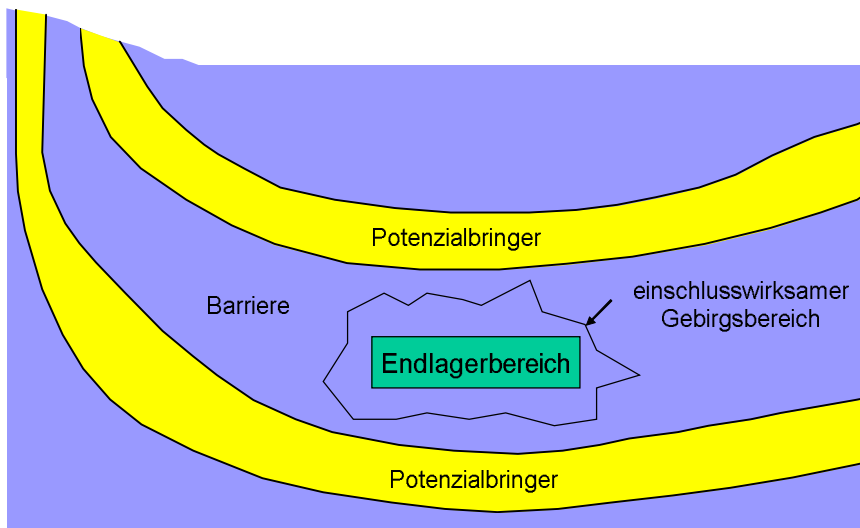 Potenzialbringer
Barriere
einschlusswirksamer
Gebirgsbereich
Endlagerbereich
Potenzialbringer